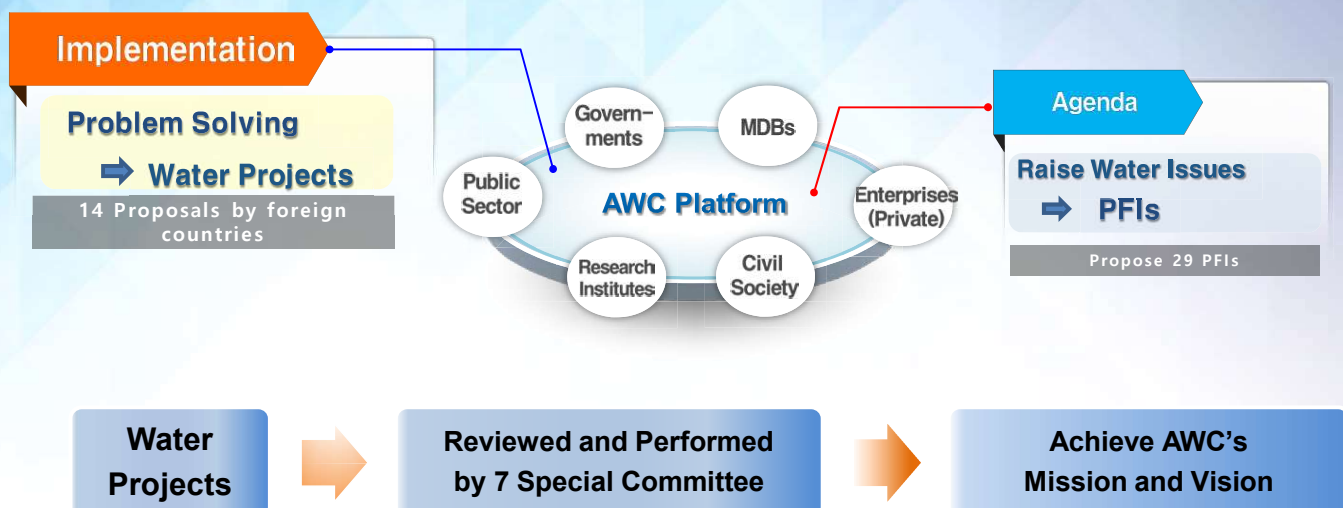 Implementation
Problem Solving
Water Projects
14 Proposals by foreign
countries
Govern-
ments
MDBs
Public
Sector
AWC Platform
Enterprises
(Private)
Research
Institutes
Civil
Society
Agenda
Raise Water Issues
PFIs
Propose 29 PFIs
Water
Projects
Reviewed and Performed
by 7 Special Committee
Achieve AWC's
Mission and Vision